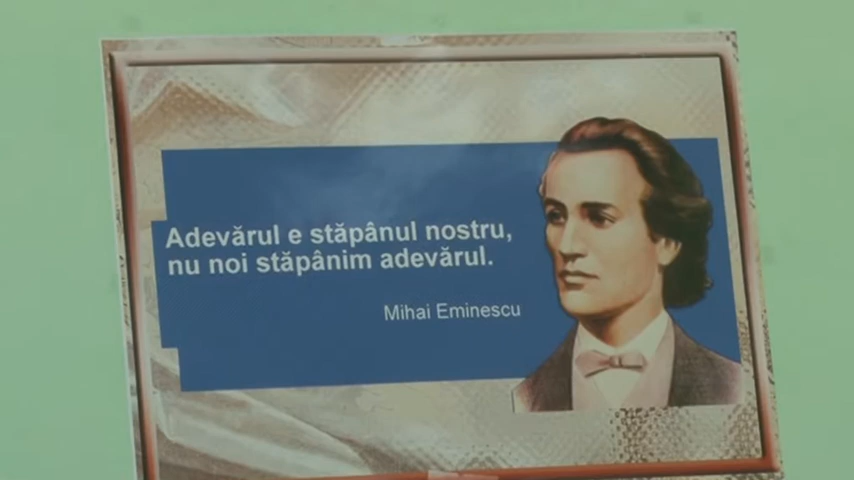 Adevărul e stăpânul nostru,
nu noi stăpânim adevărul.
Mihai Eminescu